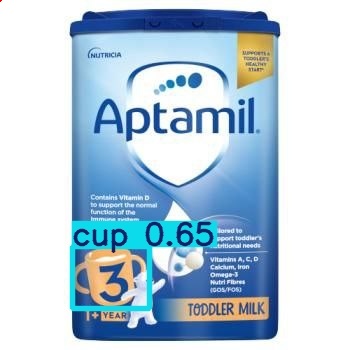 NUTRICIA
SUPPORTS A
TODDLER'S
HEALTHY
START*
Aptamil®
Contains Vitamin D
to support the normal
function of the
immune system
cup 0.65
Tailored to
support toddler's
nutritional needs
Vitamins A, C, D
Calcium, Iron
Omega-3
Nutri Fibres
(GOS/FOS)
3
1+ YEAR
TODDLER MILK